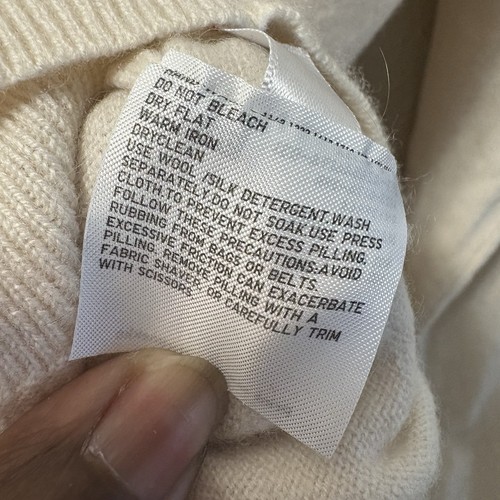 DO NOT BLEACH
DRY FLAT
WARM IRON
DRYCLEAN
USE WOOL /SILK DETERGENT.WASH
SEPARATELY.DO NOT SOAK.USE PRESS
CLOTH.TO PREVENT EXCESS PILLING,
FOLLOW THESE PRECAUTIONS:AVOID
RUBBING FROM BAGS OR BELTS.
EXCESSIVE FRICTION CAN EXACERBATE
PILLING. REMOVE PILLING WITH A
FABRIC SHAVER OR CAREFULLY TRIM
WITH SCISSORS.